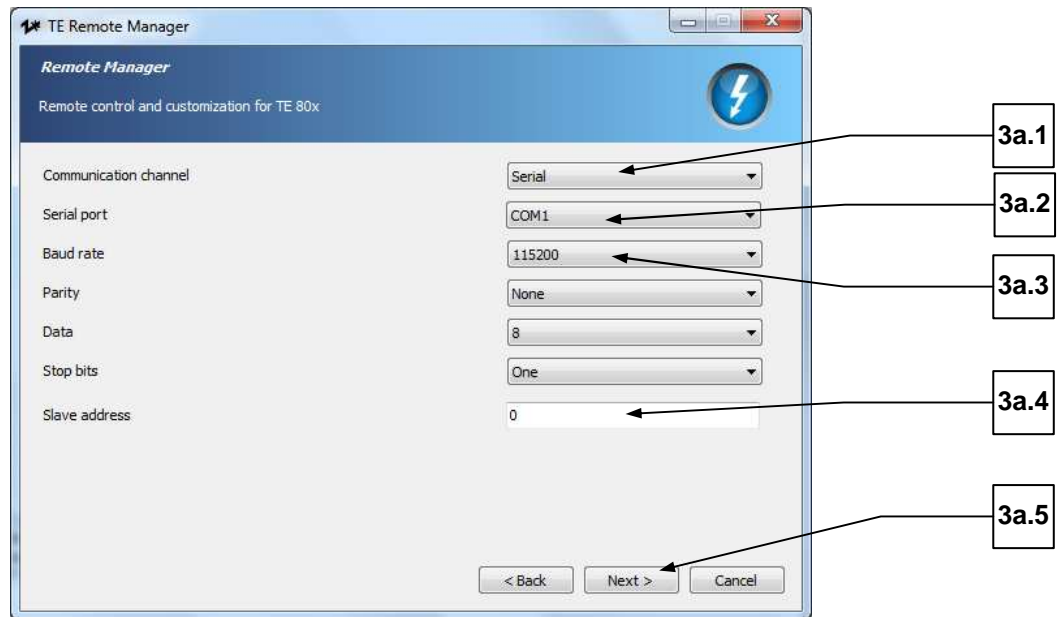 TE Remote Manager
Remote Manager
Remote control and customization for TE 80x
3a.1
Communication channel
Serial
3a.2
Serial port
COM1
Baud rate
115200
3a.3
Parity
None
Data
8
Stop bits
One
3a.4
Slave address
0
3a.5
< Back
Next >
Cancel